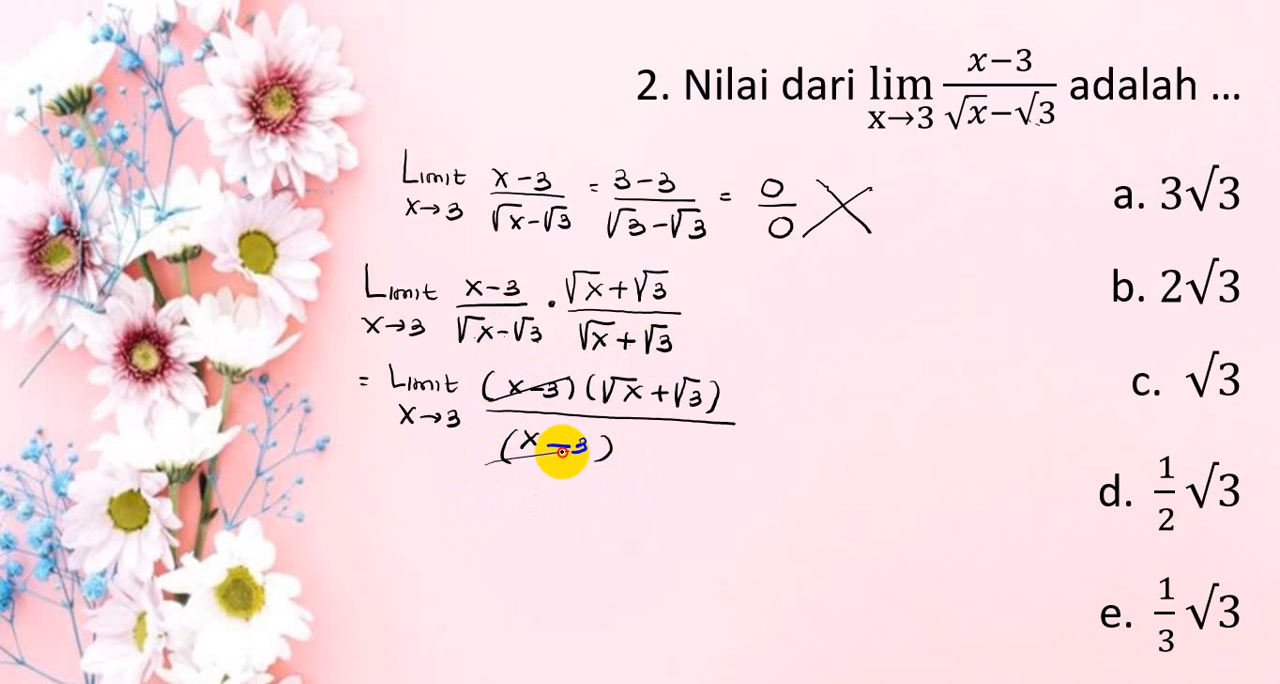 2. Nilai dari lim x→3 (x−3)/(√x−√3) adalah ...
Limit x→3 x−3/√x−√3 = 3−3/√3−√3 = 0/0 X
Limit x→3 x−3/√x−√3 . √x+√3/√x+√3
= Limit x→3 (x−3)(√x+√3)/(x−3)
a. 3√3
b. 2√3
c. √3
d. 1/2 √3
e. 1/3 √3